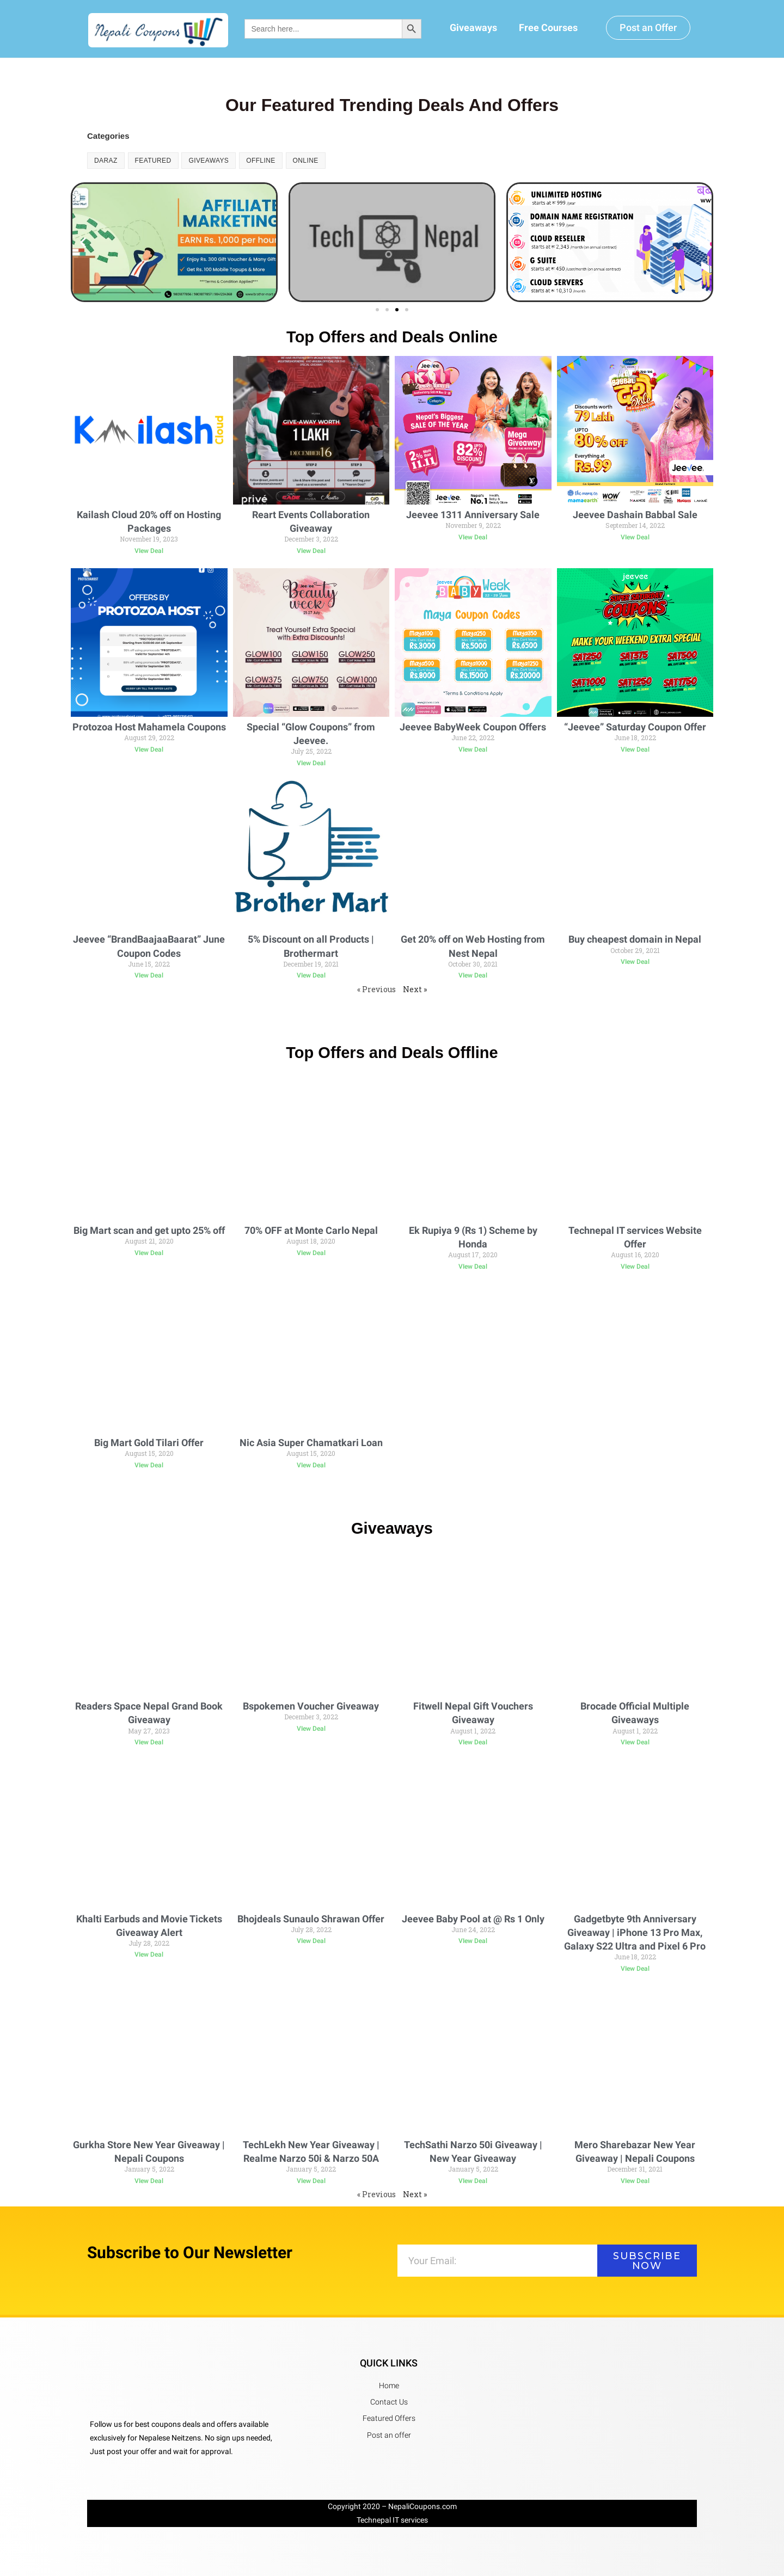 Nepali Coupons
Search here...
Giveaways
Free Courses
Post an Offer
Our Featured Trending Deals And Offers
Categories
DARAZ
FEATURED
GIVEAWAYS
OFFLINE
ONLINE
AFFILIATE
MARKETING
EARN Rs. 1,000 per hour
Enjoy Rs. 300 Gift Voucher & Many Gift
Get Rs. 100 Mobile Topups & More
Tech Nepal
UNLIMITED HOSTING
DOMAIN NAME REGISTRATION
CLOUD RESELLER
G SUITE
CLOUD SERVERS
Top Offers and Deals Online
Kailash Cloud
GIVE-AWAY WORTH
1 LAKH
DECEMBER 16
STEP 1
STEP 2
STEP 3
privé
Jeevee
13.11
Nepal's Biggest
SALE OF THE YEAR
Mega
Giveaway
82%
DISCOUNT
2% 11.11
Discounts worth
79 Lakh
UPTO
80% OFF
Everything at
Rs.99
JeeVee.
Kailash Cloud 20% off on Hosting
Packages
November 19, 2023
View Deal
Reart Events Collaboration
Giveaway
December 3, 2022
View Deal
Jeevee 1311 Anniversary Sale
November 9, 2022
View Deal
Jeevee Dashain Babbal Sale
September 14, 2022
View Deal
OFFERS BY
PROTOZOA HOST
Beauty
week
Treat Yourself Extra Special
with Extra Discounts!
GLOW100 GLOW150 GLOW250
GLOW375 GLOW750 GLOW1000
BABY Week
Maya Coupon Codes
Maya100 Rs.3000
Maya250 Rs.5000
Rs.6500
Rs.8000
Rs.15000
Rs.20000
*Terms & Conditions Apply
jeevee
SUPER SATURDAY
COUPONS
MAKE YOUR WEEKEND EXTRA SPECIAL
SAT250 SAT375 SAT500
SAT1000 SAT1250 SAT1750
Protozoa Host Mahamela Coupons
August 29, 2022
View Deal
Special “Glow Coupons” from
Jeevee.
July 25, 2022
View Deal
Jeevee BabyWeek Coupon Offers
June 22, 2022
View Deal
“Jeevee” Saturday Coupon Offer
June 18, 2022
View Deal
Brother Mart
Jeevee “BrandBaajaaBaarat” June
Coupon Codes
June 15, 2022
View Deal
5% Discount on all Products |
Brothermart
December 19, 2021
View Deal
Get 20% off on Web Hosting from
Nest Nepal
October 30, 2021
View Deal
Buy cheapest domain in Nepal
October 29, 2021
View Deal
« Previous Next »
Top Offers and Deals Offline
Big Mart scan and get upto 25% off
August 21, 2020
View Deal
70% OFF at Monte Carlo Nepal
August 18, 2020
View Deal
Ek Rupiya 9 (Rs 1) Scheme by
Honda
August 17, 2020
View Deal
Technepal IT services Website
Offer
August 16, 2020
View Deal
Big Mart Gold Tilari Offer
August 15, 2020
View Deal
Nic Asia Super Chamatkari Loan
August 15, 2020
View Deal
Giveaways
Readers Space Nepal Grand Book
Giveaway
May 27, 2023
View Deal
Bspokemen Voucher Giveaway
December 3, 2022
View Deal
Fitwell Nepal Gift Vouchers
Giveaway
August 1, 2022
View Deal
Brocade Official Multiple
Giveaways
August 1, 2022
View Deal
Khalti Earbuds and Movie Tickets
Giveaway Alert
July 28, 2022
View Deal
Bhojdeals Sunaulo Shrawan Offer
July 28, 2022
View Deal
Jeevee Baby Pool at @ Rs 1 Only
June 24, 2022
View Deal
Gadgetbyte 9th Anniversary
Giveaway | iPhone 13 Pro Max,
Galaxy S22 Ultra and Pixel 6 Pro
June 18, 2022
View Deal
Gurkha Store New Year Giveaway |
Nepali Coupons
January 5, 2022
View Deal
TechLekh New Year Giveaway |
Realme Narzo 50i & Narzo 50A
January 5, 2022
View Deal
TechSathi Narzo 50i Giveaway |
New Year Giveaway
January 5, 2022
View Deal
Mero Sharebazar New Year
Giveaway | Nepali Coupons
December 31, 2021
View Deal
« Previous Next »
Subscribe to Our Newsletter
Your Email:
SUBSCRIBE
NOW
QUICK LINKS
Home
Contact Us
Featured Offers
Post an offer
Follow us for best coupons deals and offers available
exclusively for Nepalese Neitzens. No sign ups needed,
Just post your offer and wait for approval.
Copyright 2020 – NepaliCoupons.com
Technepal IT services